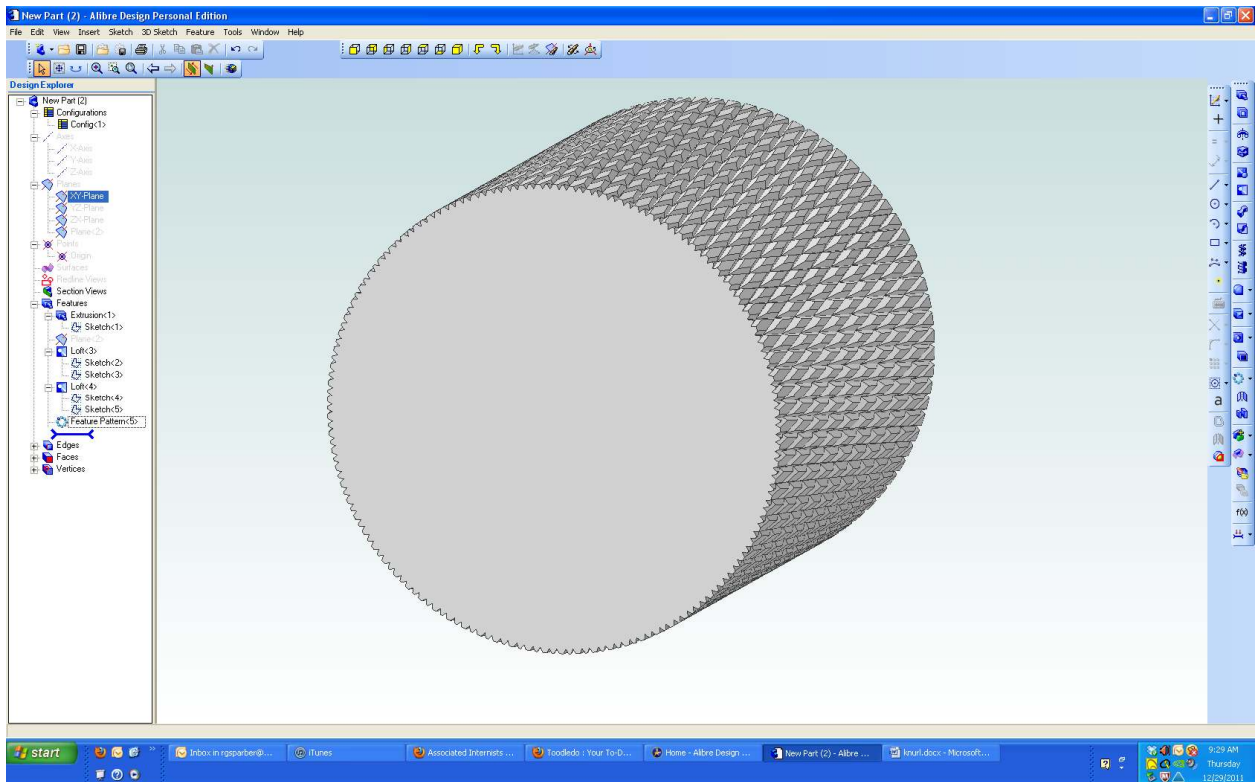 New Part (2) - Alibre Design Personal Edition
File Edit View Insert Sketch 3D Sketch Feature Tools Window Help
Design Explorer
New Part (2)
Configurations
Config<1>
Axes
X-Axis
Y-Axis
Z-Axis
Planes
XY-Plane
YZ-Plane
ZX-Plane
Plane<2>
Points
Origin
Surfaces
Redline Views
Section Views
Features
Extrusion<1>
Sketch<1>
Plane<2>
Loft<3>
Sketch<2>
Sketch<3>
Loft<4>
Sketch<4>
Sketch<5>
Feature Pattern<5>
Edges
Faces
Vertices
a
f(x)
start
Inbox in rgsparber@...
iTunes
Associated Internists ...
Toodledo : Your To-D...
Home - Alibre Design ...
New Part (2) - Alibre ...
knurl.docx - Microsoft...
9:29 AM
Thursday
12/29/2011